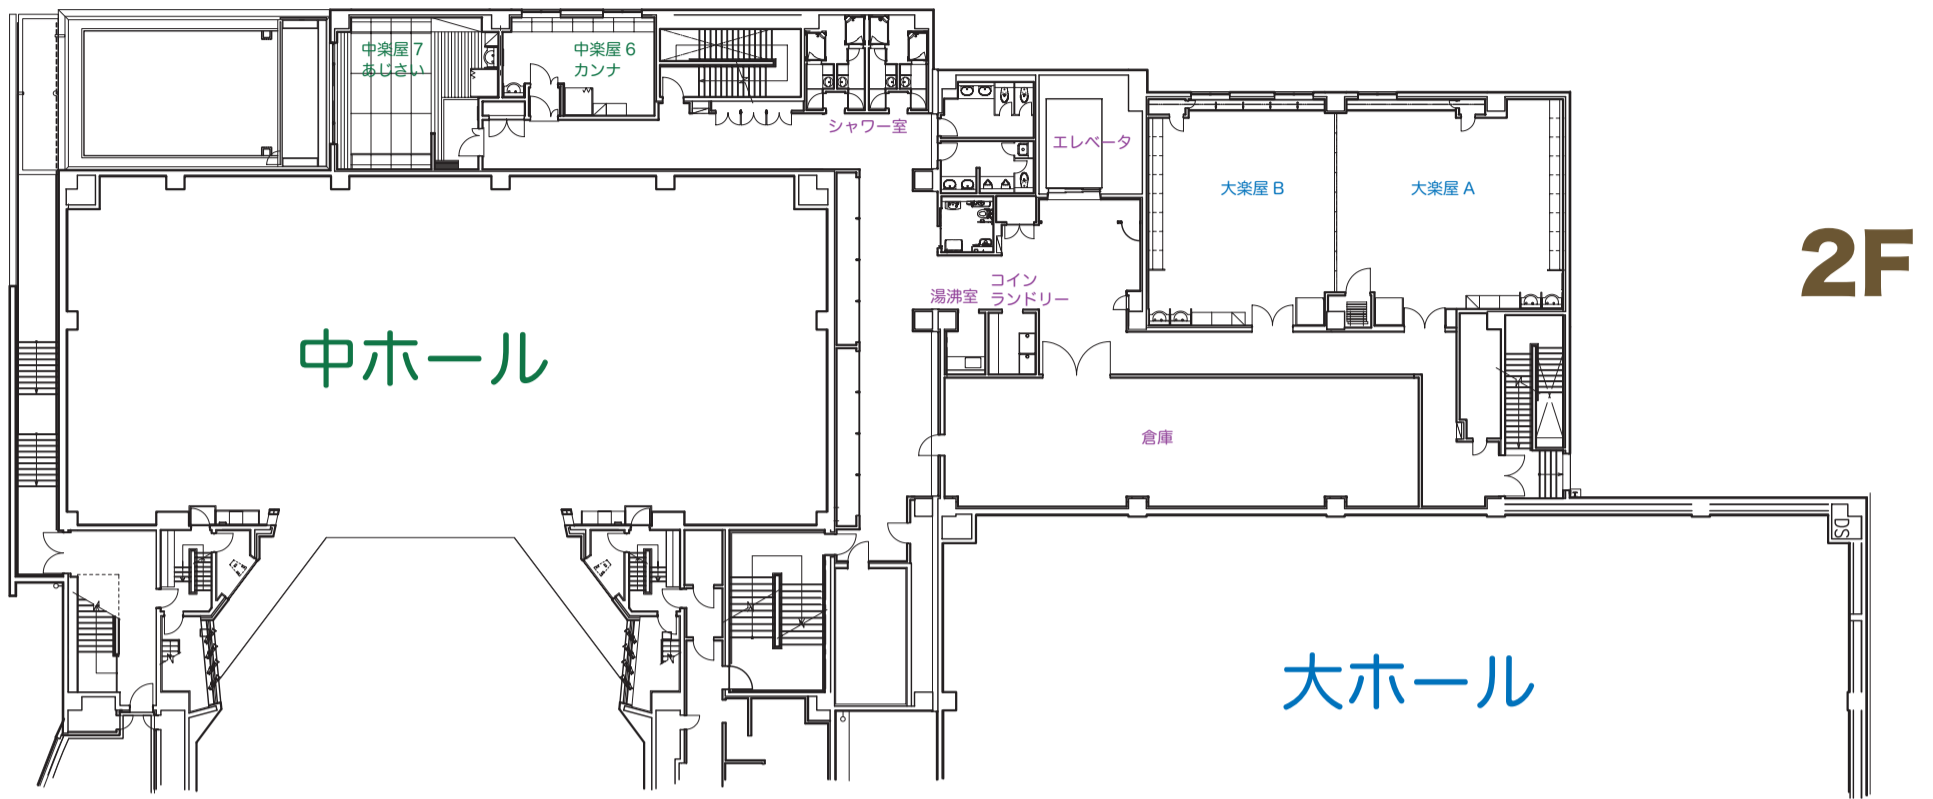 中楽屋7
あじさい
中楽屋6
カンナ
シャワー室
エレベータ
大楽屋B
大楽屋A
2F
湯沸室
コイン
ランドリー
中ホール
倉庫
DS
大ホール